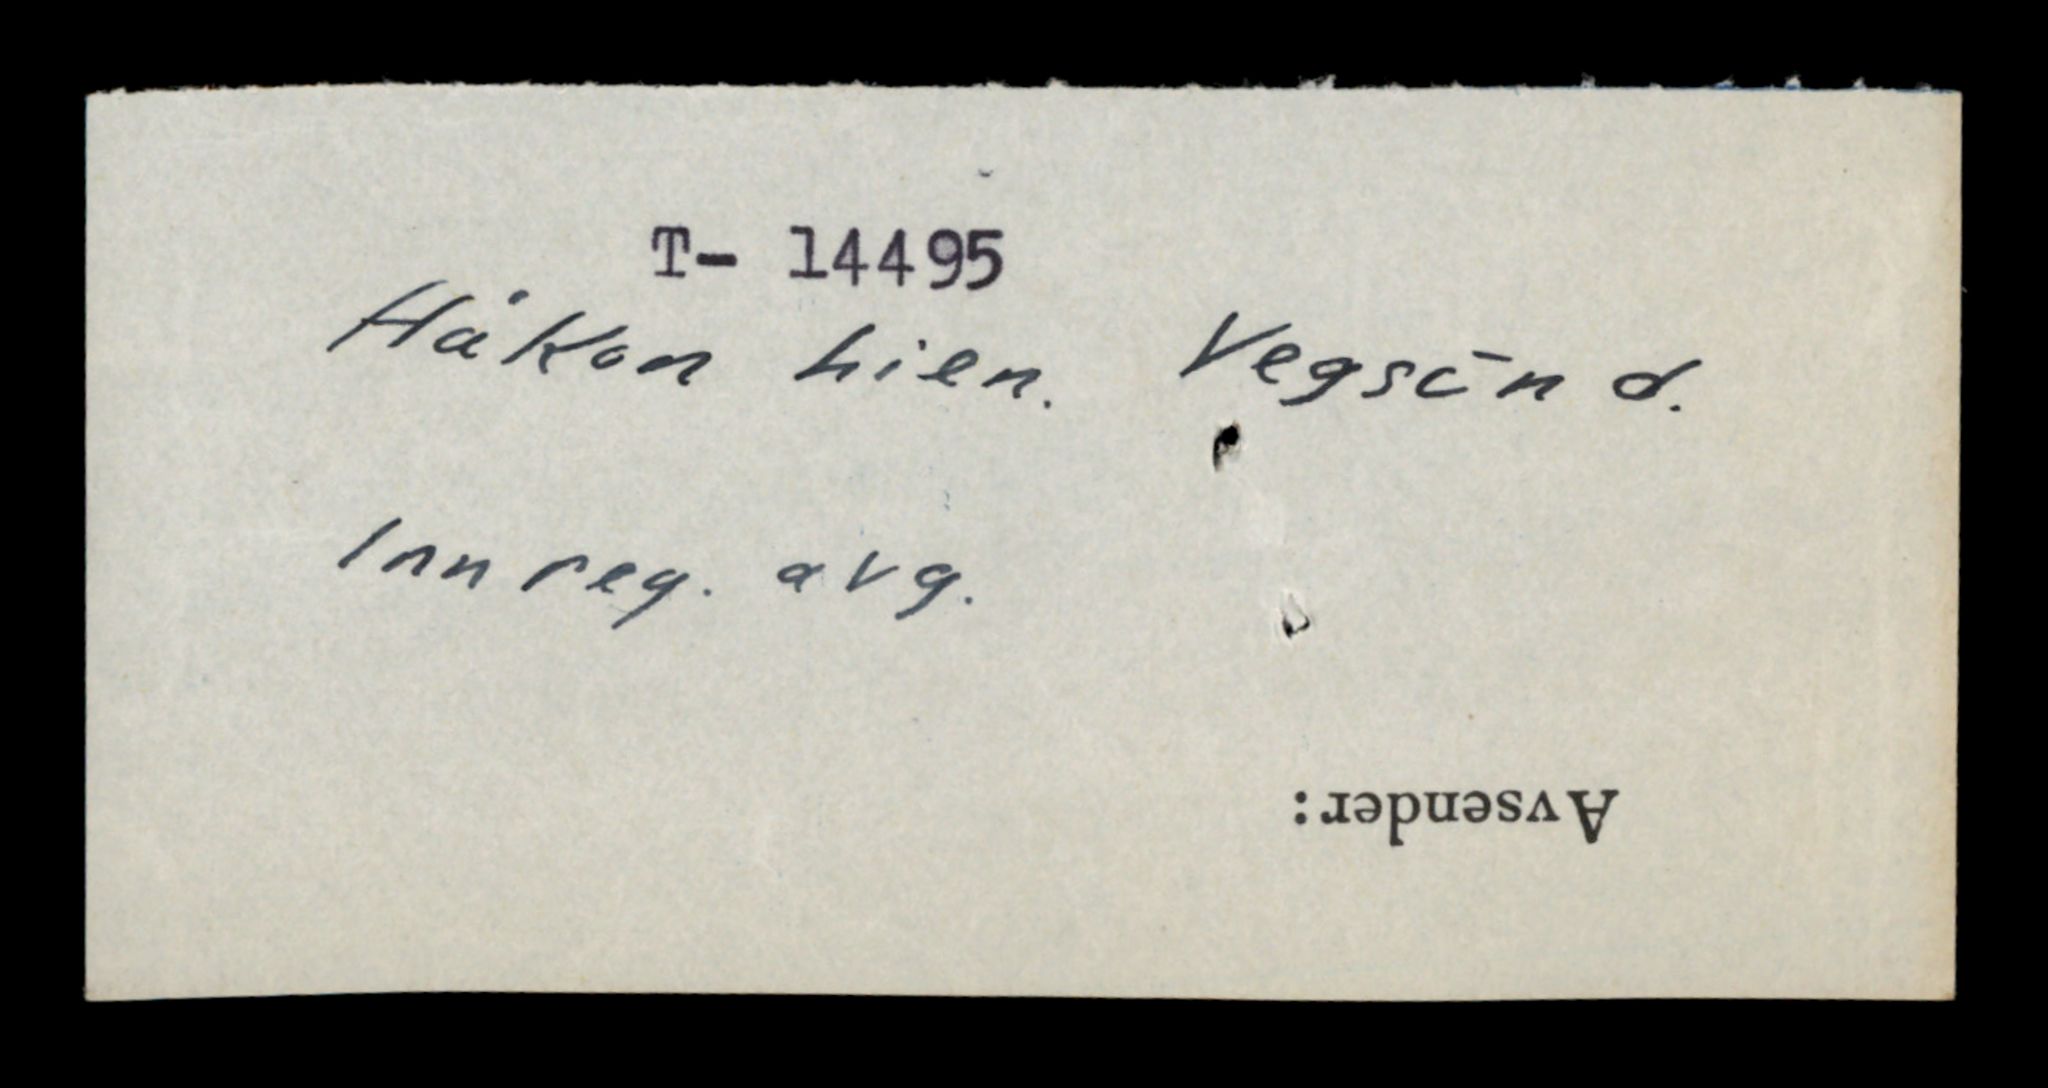 T- 14495
Håkon Lien. Vegsund.
Innreg. avg.
Avsender: